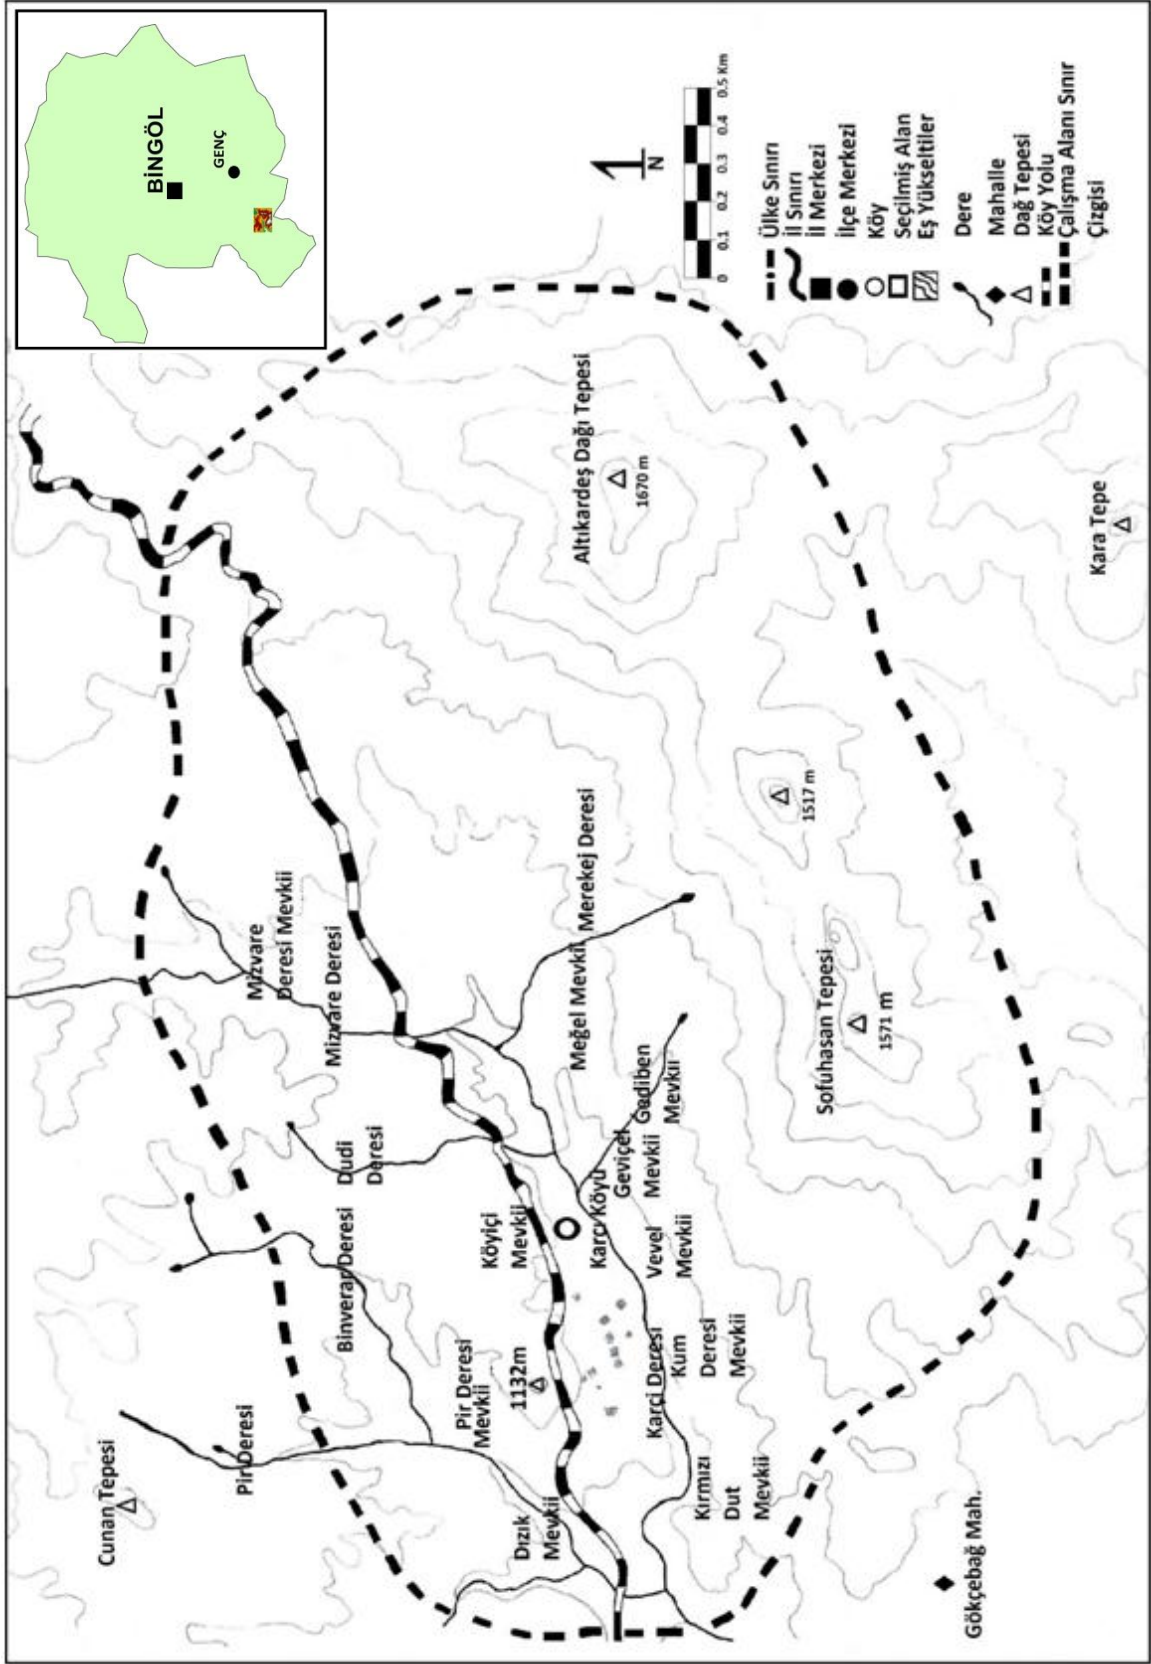 BİNGÖL
GENÇ
N
0 0.1 0.2 0.3 0.4 0.5 Km
Ülke Sınırı
İl Sınırı
İl Merkezi
İlçe Merkezi
Köy
Seçilmiş Alan
Eş Yükseltiler
Dere
Mahalle
Dağ Tepesi
Köy Yolu
Çalışma Alanı Sınır
Çizgisi
Altıkardeş Dağı Tepesi
1670 m
Kara Tepe
1517 m
Sofuhasan Tepesi
1571 m
Mizvare
Deresi Mevkii
Mizvare Deresi
Merekej Deresi
Meğel Mevkii
Gediben
Mevkii
Geviçel
Mevkii
Dudi
Deresi
Köyiçi
Mevkii
Karcı Köyü
Vevel
Mevkii
Binverar Deresi
Pir Deresi
Mevkii
1132m
Karçi Deresi
Kum
Deresi
Mevkii
Cunan Tepesi
Pir Deresi
Dızık
Mevkii
Kırmızı
Dut
Mevkii
Gökçebağ Mah.